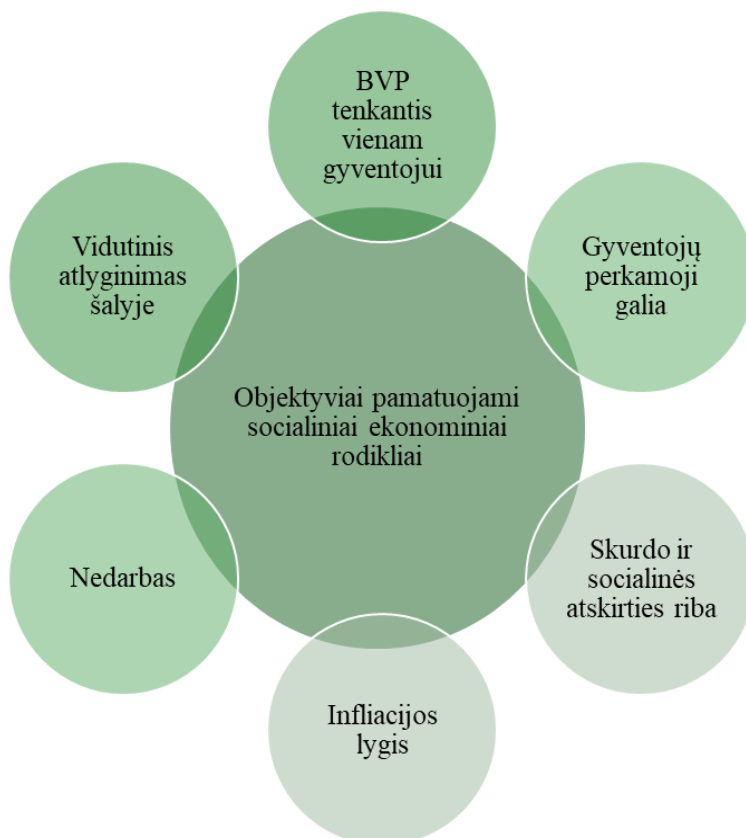 BVP
tenkantis
vienam
gyventojui
Vidutinis
atlyginimas
šalyje
Gyventojų
perkamoji
galia
Objektyviai pamatuojami
socialiniai ekonominiai
rodikliai
Nedarbas
Skurdo ir
socialinės
atskirties riba
Infliacijos
lygis